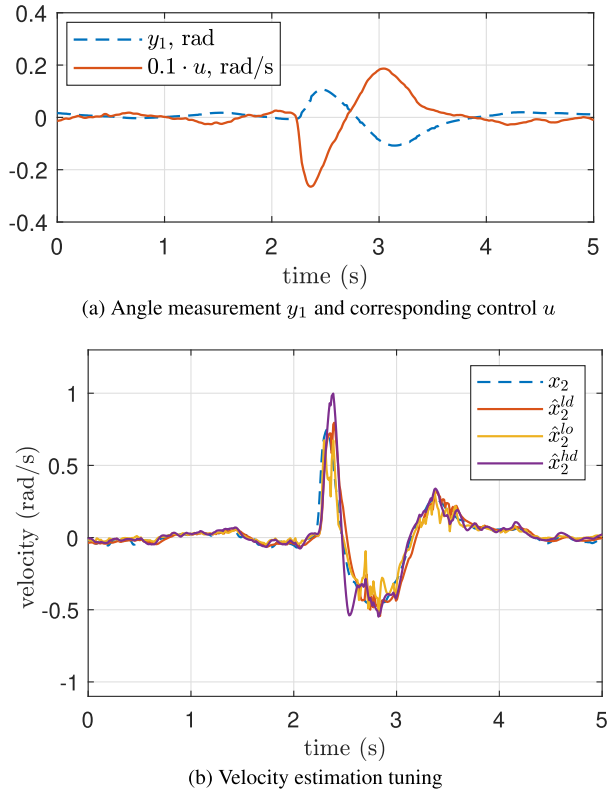 0.4
0.2
0
-0.2
-0.4
y₁, rad
0.1 · u, rad/s
0 1 2 3 4 5
time (s)
(a) Angle measurement y₁ and corresponding control u
velocity (rad/s)
1
0.5
0
-0.5
-1
x₂
x̂₂ˡᵈ
x̂₂ˡᵒ
x̂₂ʰᵈ
0 1 2 3 4 5
time (s)
(b) Velocity estimation tuning